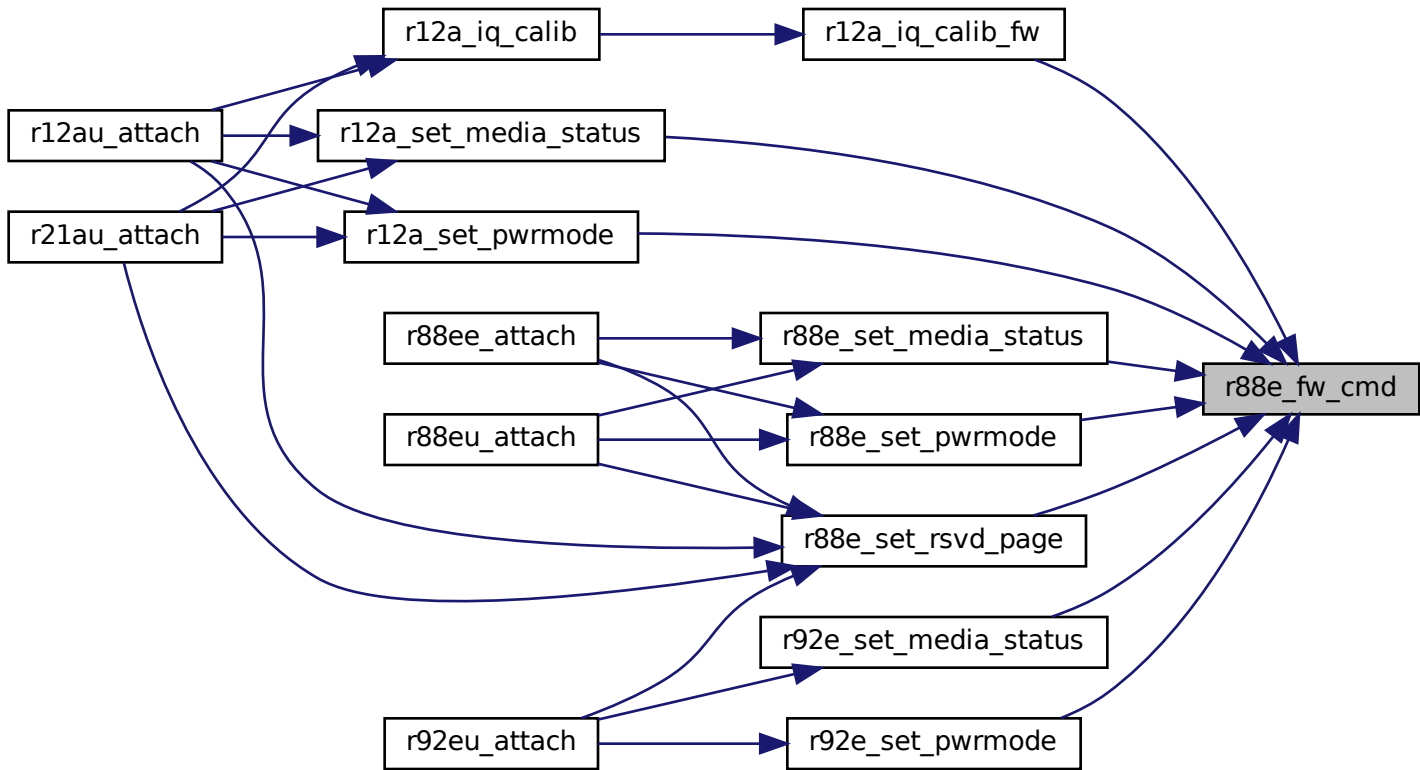 r12a_iq_calib
r12a_iq_calib_fw
r12au_attach
r12a_set_media_status
r21au_attach
r12a_set_pwrmode
r88ee_attach
r88e_set_media_status
r88e_fw_cmd
r88eu_attach
r88e_set_pwrmode
r88e_set_rsvd_page
r92e_set_media_status
r92eu_attach
r92e_set_pwrmode